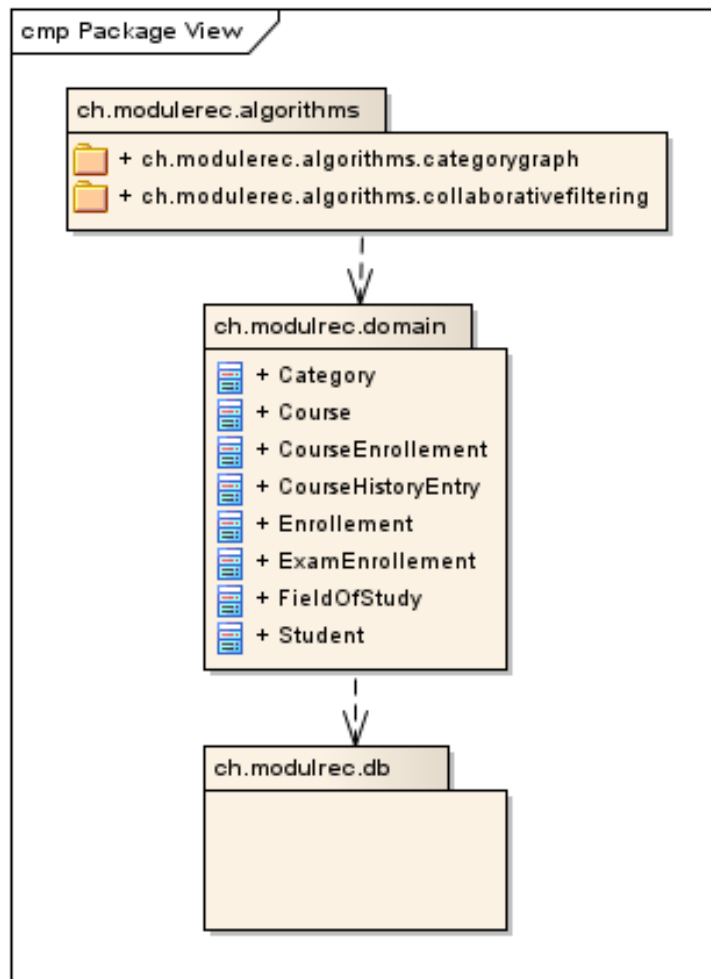 cmp Package View
ch.modulerec.algorithms
+ ch.modulerec.algorithms.categorygraph
+ ch.modulerec.algorithms.collaborativefiltering
ch.modulrec.domain
+ Category
+ Course
+ CourseEnrollement
+ CourseHistoryEntry
+ Enrollement
+ ExamEnrollement
+ FieldOfStudy
+ Student
ch.modulrec.db